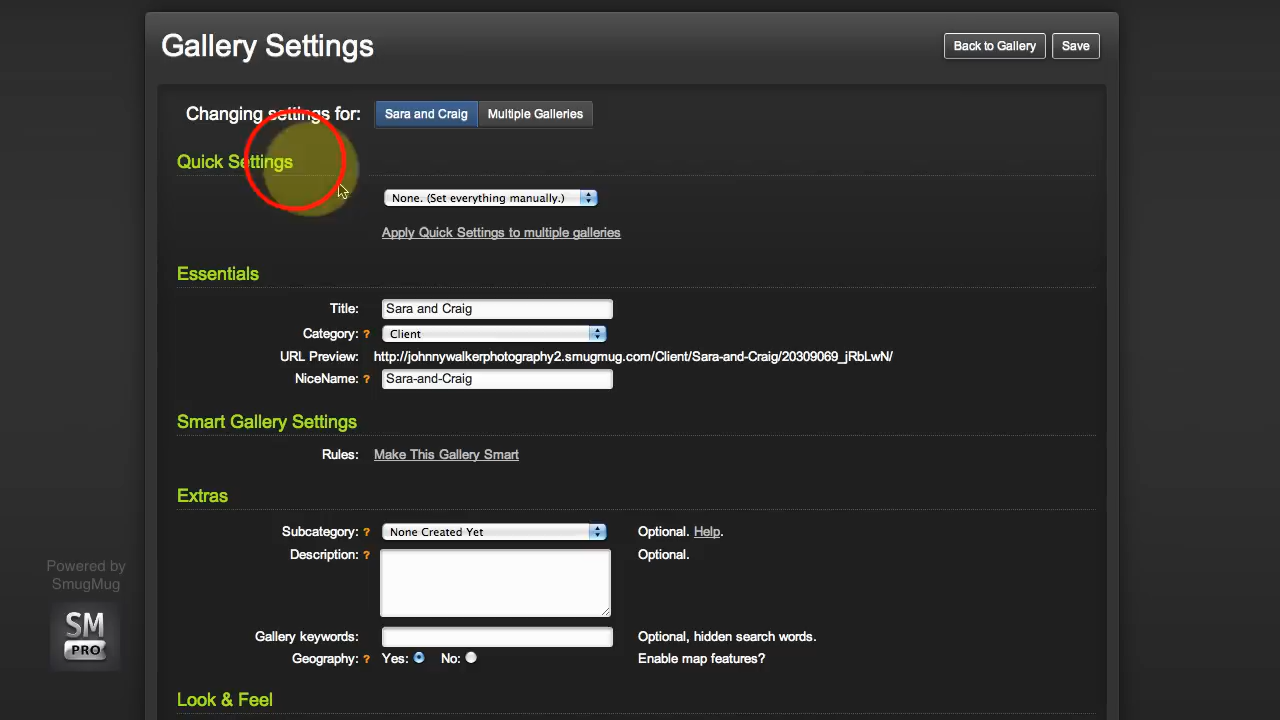 Gallery Settings
Back to Gallery
Save
Changing settings for:
Sara and Craig
Multiple Galleries
Quick Settings
None. (Set everything manually.)
Apply Quick Settings to multiple galleries
Essentials
Title: Sara and Craig
Category: ? Client
URL Preview: http://johnnywalkerphotography2.smugmug.com/Client/Sara-and-Craig/20309069_jRbLwN/
NiceName: ? Sara-and-Craig
Smart Gallery Settings
Rules: Make This Gallery Smart
Extras
Subcategory: ? None Created Yet Optional. Help.
Description: ? Optional.
Gallery keywords: Optional, hidden search words.
Geography: ? Yes: No: Enable map features?
Look & Feel
Powered by
SmugMug
SM
PRO